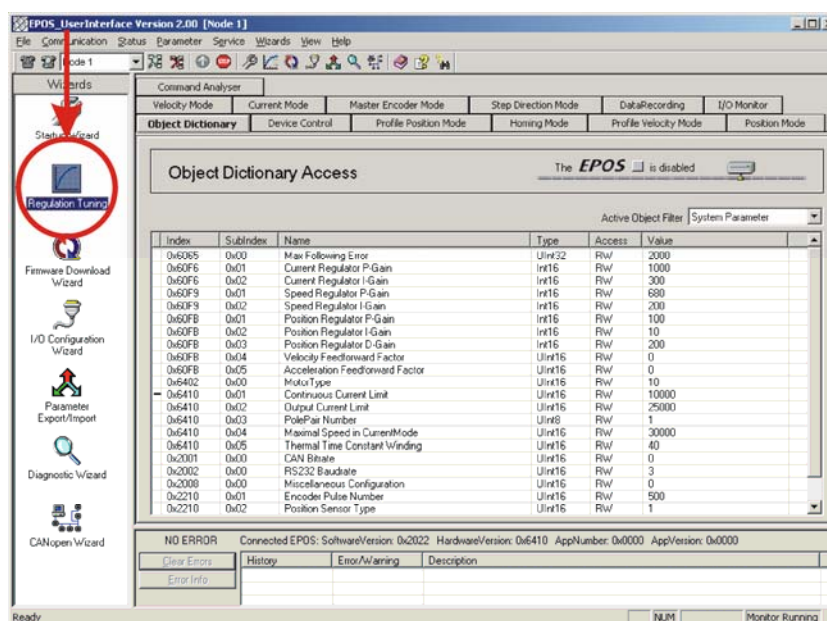 EPOS_UserInterface Version 2.00 [Node 1]
File Communication Status Parameter Service Wizards View Help
Node 1
Wizards
Startup Wizard
Regulation Tuning
Firmware Download
Wizard
I/O Configuration
Wizard
Parameter
Export/Import
Diagnostic Wizard
CANopen Wizard
Command Analyser
Velocity Mode Current Mode Master Encoder Mode Step Direction Mode DataRecording I/O Monitor
Object Dictionary Device Control Profile Position Mode Homing Mode Profile Velocity Mode Position Mode
Object Dictionary Access The EPOS is disabled
Active Object Filter System Parameter
Index SubIndex Name Type Access Value
0x6065 0x00 Max Following Error UInt32 RW 2000
0x60F6 0x01 Current Regulator P-Gain Int16 RW 1000
0x60F6 0x02 Current Regulator I-Gain Int16 RW 300
0x60F9 0x01 Speed Regulator P-Gain Int16 RW 680
0x60F9 0x02 Speed Regulator I-Gain Int16 RW 200
0x60FB 0x01 Position Regulator P-Gain Int16 RW 100
0x60FB 0x02 Position Regulator I-Gain Int16 RW 10
0x60FB 0x03 Position Regulator D-Gain Int16 RW 200
0x60FB 0x04 Velocity Feedforward Factor UInt16 RW 0
0x60FB 0x05 Acceleration Feedforward Factor UInt16 RW 0
0x6402 0x00 MotorType UInt16 RW 10
0x6410 0x01 Continuous Current Limit UInt16 RW 10000
0x6410 0x02 Output Current Limit UInt16 RW 25000
0x6410 0x03 PolePair Number UInt8 RW 1
0x6410 0x04 Maximal Speed in CurrentMode UInt16 RW 30000
0x6410 0x05 Thermal Time Constant Winding UInt16 RW 40
0x2001 0x00 CAN Bitrate UInt16 RW 0
0x2002 0x00 RS232 Baudrate UInt16 RW 3
0x2008 0x00 Miscellaneous Configuration UInt16 RW 0
0x2210 0x01 Encoder Pulse Number UInt16 RW 500
0x2210 0x02 Position Sensor Type UInt16 RW 1
NO ERROR Connected EPOS: SoftwareVersion: 0x2022 HardwareVersion: 0x6410 AppNumber: 0x0000 AppVersion: 0x0000
Clear Errors History Error/Warning Description
Error Info
Ready NUM Monitor Running